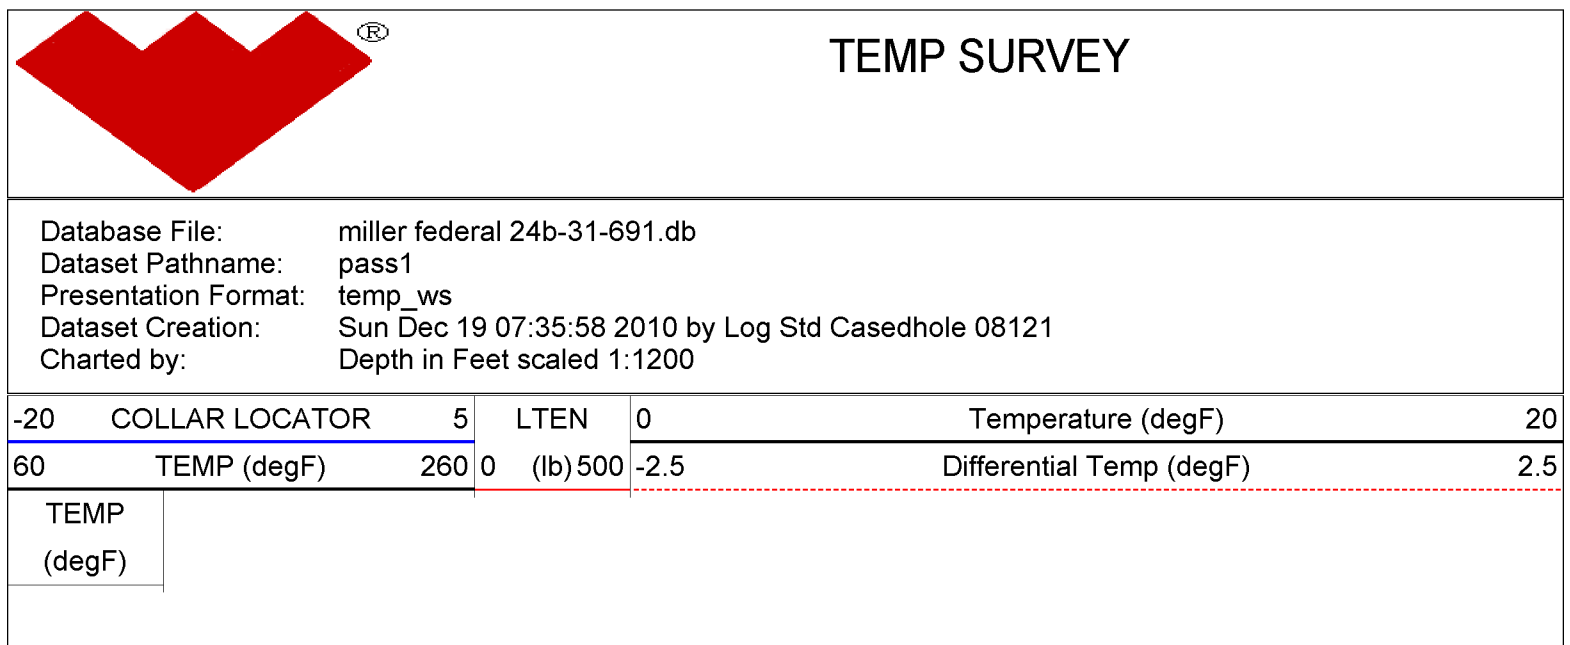 ®
TEMP SURVEY
Database File: miller federal 24b-31-691.db
Dataset Pathname: pass1
Presentation Format: temp_ws
Dataset Creation: Sun Dec 19 07:35:58 2010 by Log Std Casedhole 08121
Charted by: Depth in Feet scaled 1:1200
-20 COLLAR LOCATOR 5 LTEN 0 Temperature (degF) 20
60 TEMP (degF) 260 0 (lb) 500 -2.5 Differential Temp (degF) 2.5
TEMP
(degF)